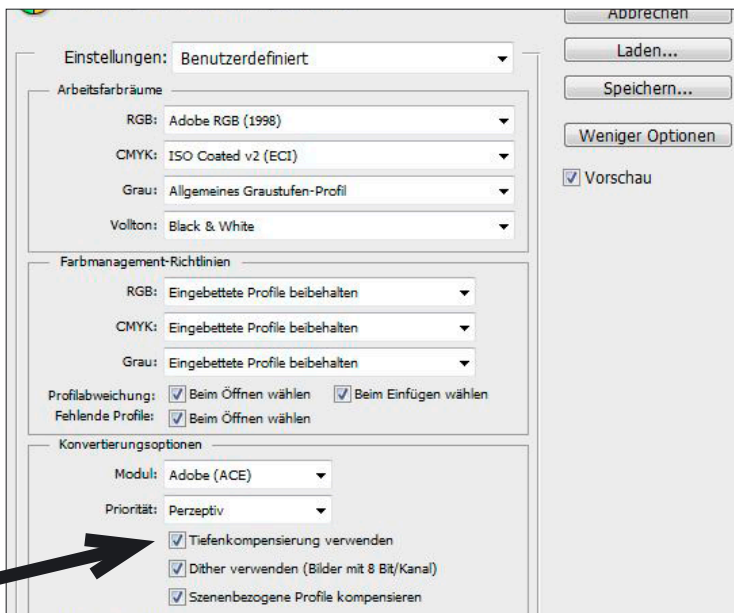 Abbrechen
Einstellungen: Benutzerdefiniert
Laden...
Arbeitsfarbräume
Speichern...
RGB: Adobe RGB (1998)
Weniger Optionen
CMYK: ISO Coated v2 (ECI)
Grau: Allgemeines Graustufen-Profil
Vorschau
Vollton: Black & White
Farbmanagement-Richtlinien
RGB: Eingebettete Profile beibehalten
CMYK: Eingebettete Profile beibehalten
Grau: Eingebettete Profile beibehalten
Profilabweichung: Beim Öffnen wählen Beim Einfügen wählen
Fehlende Profile: Beim Öffnen wählen
Konvertierungsoptionen
Modul: Adobe (ACE)
Priorität: Perzeptiv
Tiefenkompensierung verwenden
Dither verwenden (Bilder mit 8 Bit/Kanal)
Szenenbezogene Profile kompensieren